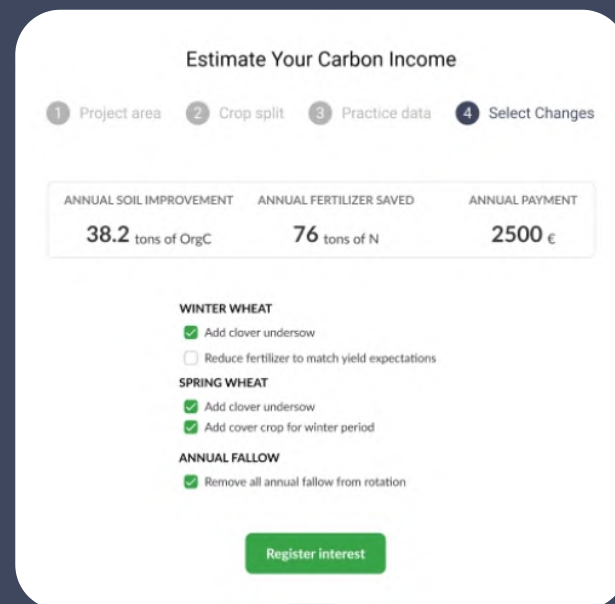 Estimate Your Carbon Income
1 Project area 2 Crop split 3 Practice data 4 Select Changes
ANNUAL SOIL IMPROVEMENT ANNUAL FERTILIZER SAVED ANNUAL PAYMENT
38.2 tons of OrgC 76 tons of N 2500 €
WINTER WHEAT
Add clover undersow
Reduce fertilizer to match yield expectations
SPRING WHEAT
Add clover undersow
Add cover crop for winter period
ANNUAL FALLOW
Remove all annual fallow from rotation
Register interest